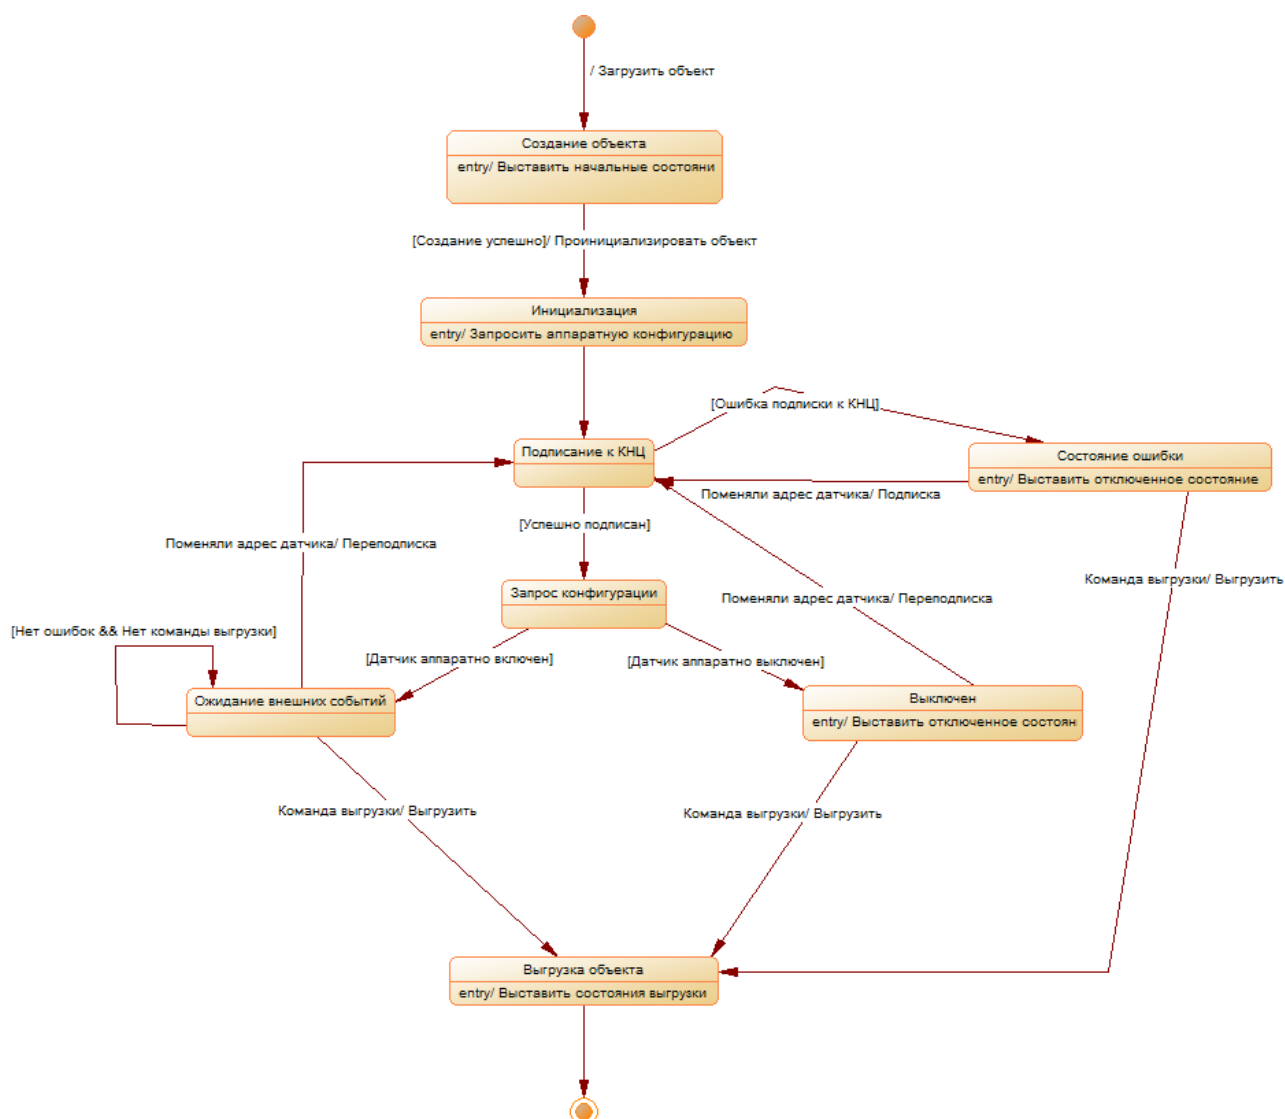 / Загрузить объект
Создание объекта
entry/ Выставить начальные состояни
[Создание успешно]/ Проинициализировать объект
Инициализация
entry/ Запросить аппаратную конфигурацию
[Ошибка подписки к КНЦ]
Подписание к КНЦ
Состояние ошибки
entry/ Выставить отключенное состояние
Поменяли адрес датчика/ Подписка
[Успешно подписан]
Поменяли адрес датчика/ Переподписка
Команда выгрузки/ Выгрузить
Запрос конфигурации
Поменяли адрес датчика/ Переподписка
[Нет ошибок && Нет команды выгрузки]
[Датчик аппаратно включен]
[Датчик аппаратно выключен]
Ожидание внешних событий
Выключен
entry/ Выставить отключенное состоян
Команда выгрузки/ Выгрузить
Команда выгрузки/ Выгрузить
Выгрузка объекта
entry/ Выставить состояния выгрузки